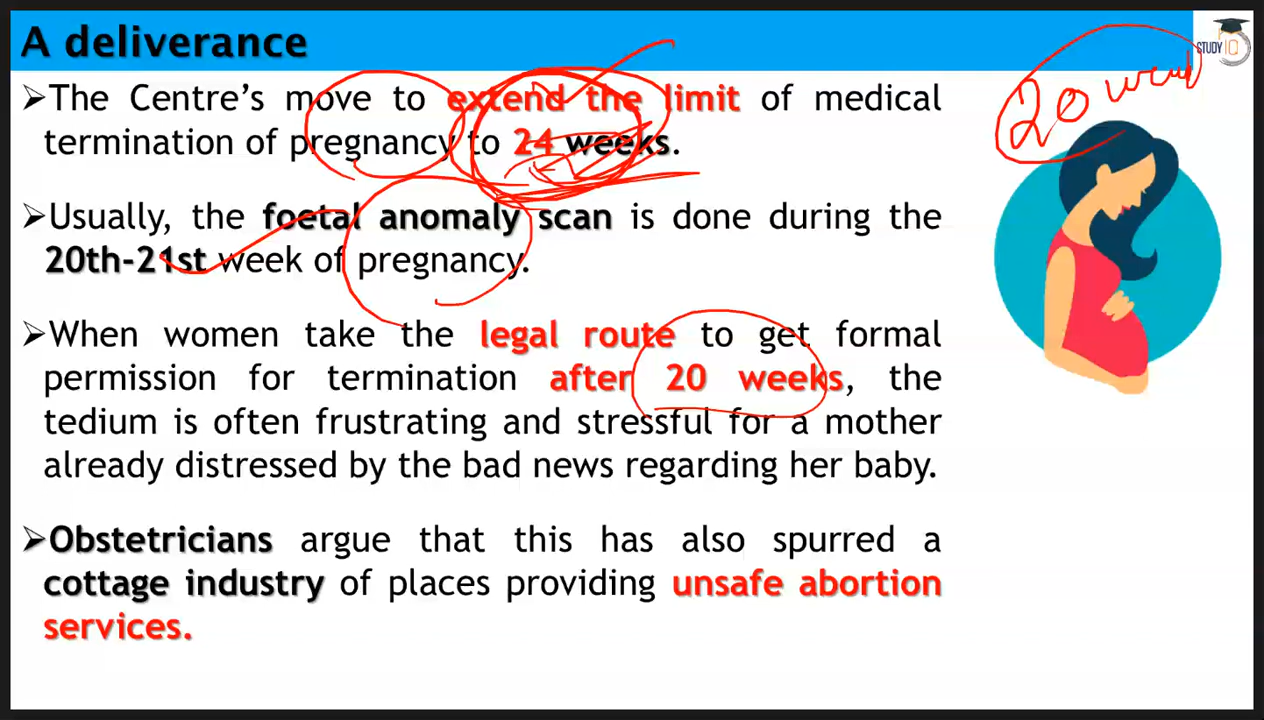 A deliverance
STUDY IQ
20 week
➢The Centre's move to extend the limit of medical
termination of pregnancy to 24 weeks.
➢Usually, the foetal anomaly scan is done during the
20th-21st week of pregnancy.
➢When women take the legal route to get formal
permission for termination after 20 weeks, the
tedium is often frustrating and stressful for a mother
already distressed by the bad news regarding her baby.
➢Obstetricians argue that this has also spurred a
cottage industry of places providing unsafe abortion
services.